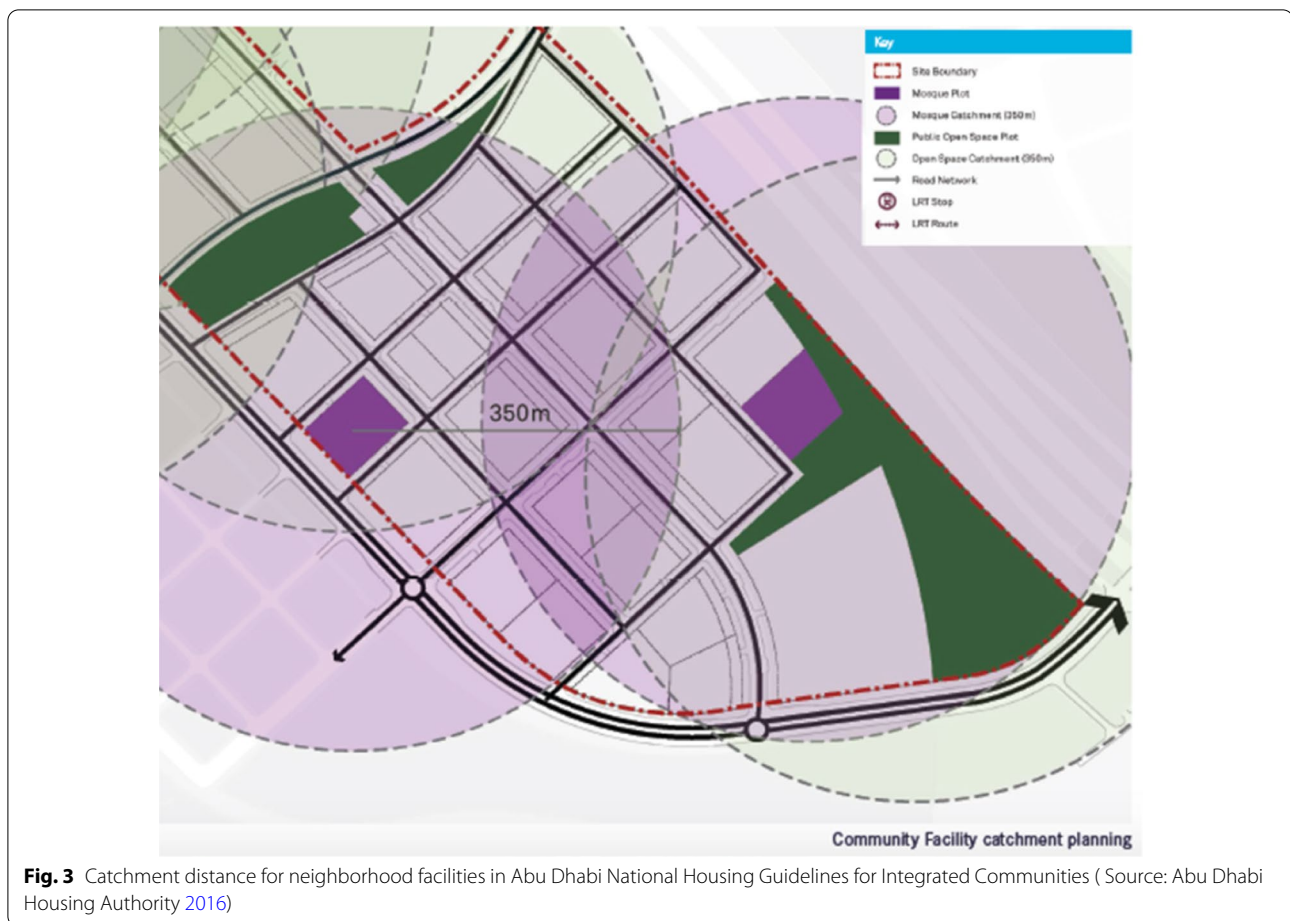 Key
Site Boundary
Mosque Plot
Mosque Catchment (350m)
Public Open Space Plot
Open Space Catchment (350m)
Road Network
LRT Stop
LRT Route
350m
Community Facility catchment planning
Fig. 3 Catchment distance for neighborhood facilities in Abu Dhabi National Housing Guidelines for Integrated Communities ( Source: Abu Dhabi
Housing Authority 2016)